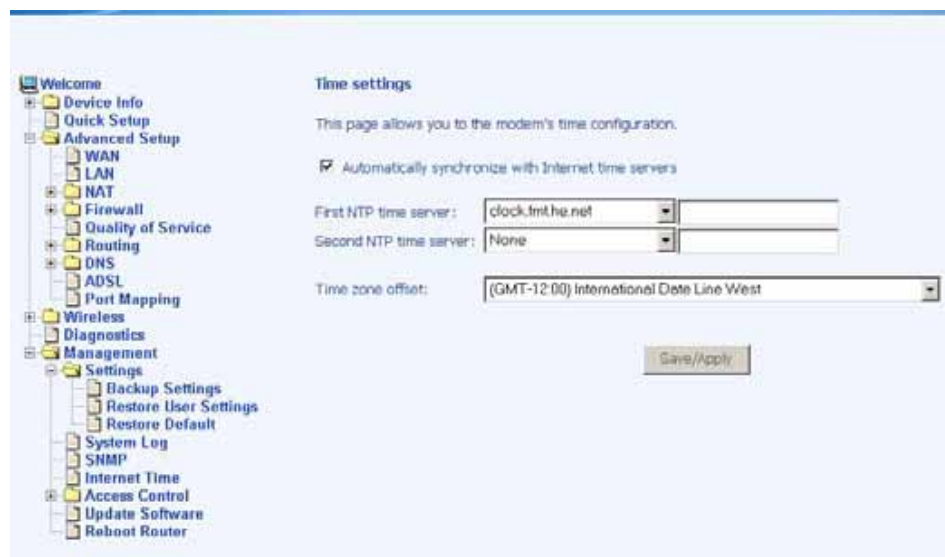 Welcome
Device Info
Quick Setup
Advanced Setup
WAN
LAN
NAT
Firewall
Quality of Service
Routing
DNS
ADSL
Port Mapping
Wireless
Diagnostics
Management
Settings
Backup Settings
Restore User Settings
Restore Default
System Log
SNMP
Internet Time
Access Control
Update Software
Reboot Router
Time settings
This page allows you to the modem's time configuration.
Automatically synchronize with Internet time servers
First NTP time server: clock.fmt.he.net
Second NTP time server: None
Time zone offset: (GMT-12:00) International Date Line West
Save/Apply